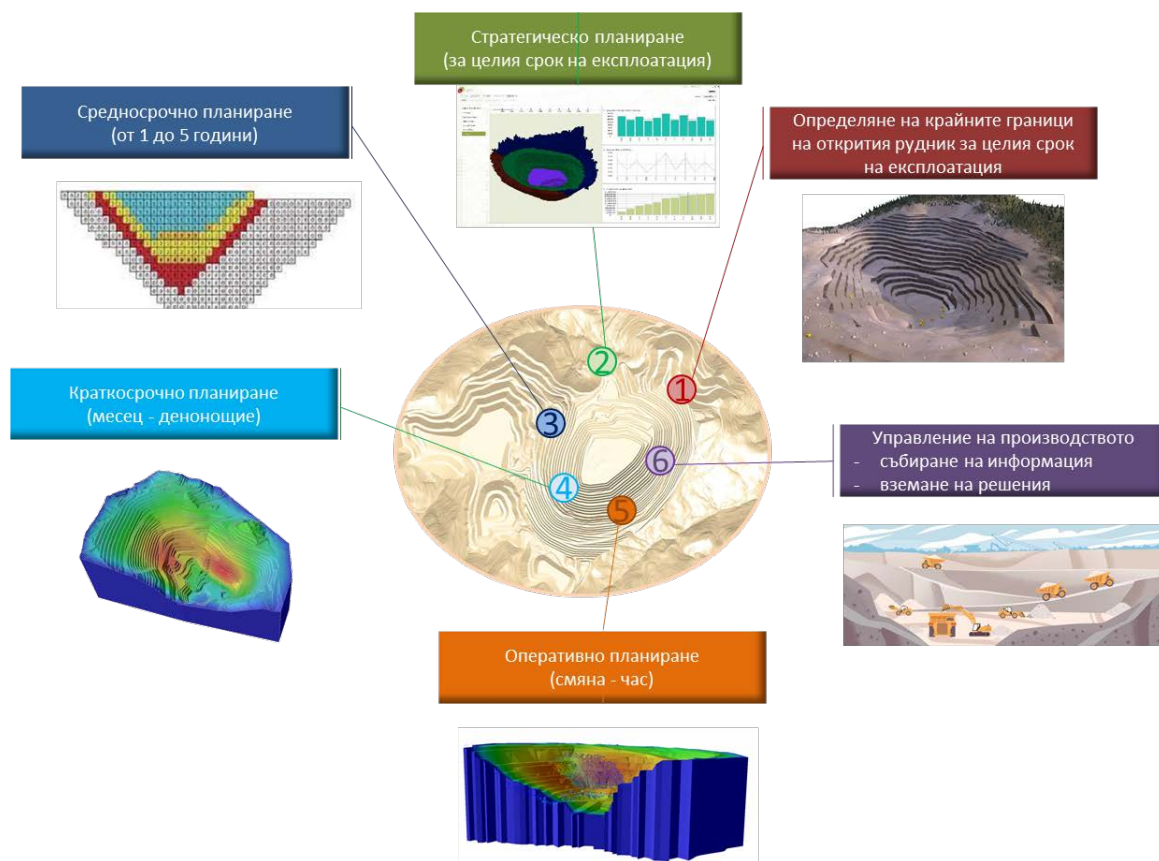 Стратегическо планиране
(за целия срок на експлоатация)
Средносрочно планиране
(от 1 до 5 години)
Определяне на крайните граници
на открития рудник за целия срок
на експлоатация
2
1
3
Краткосрочно планиране
(месец - денонощие)
6
4
5
Управление на производството
- събиране на информация
- вземане на решения
Оперативно планиране
(смяна - час)